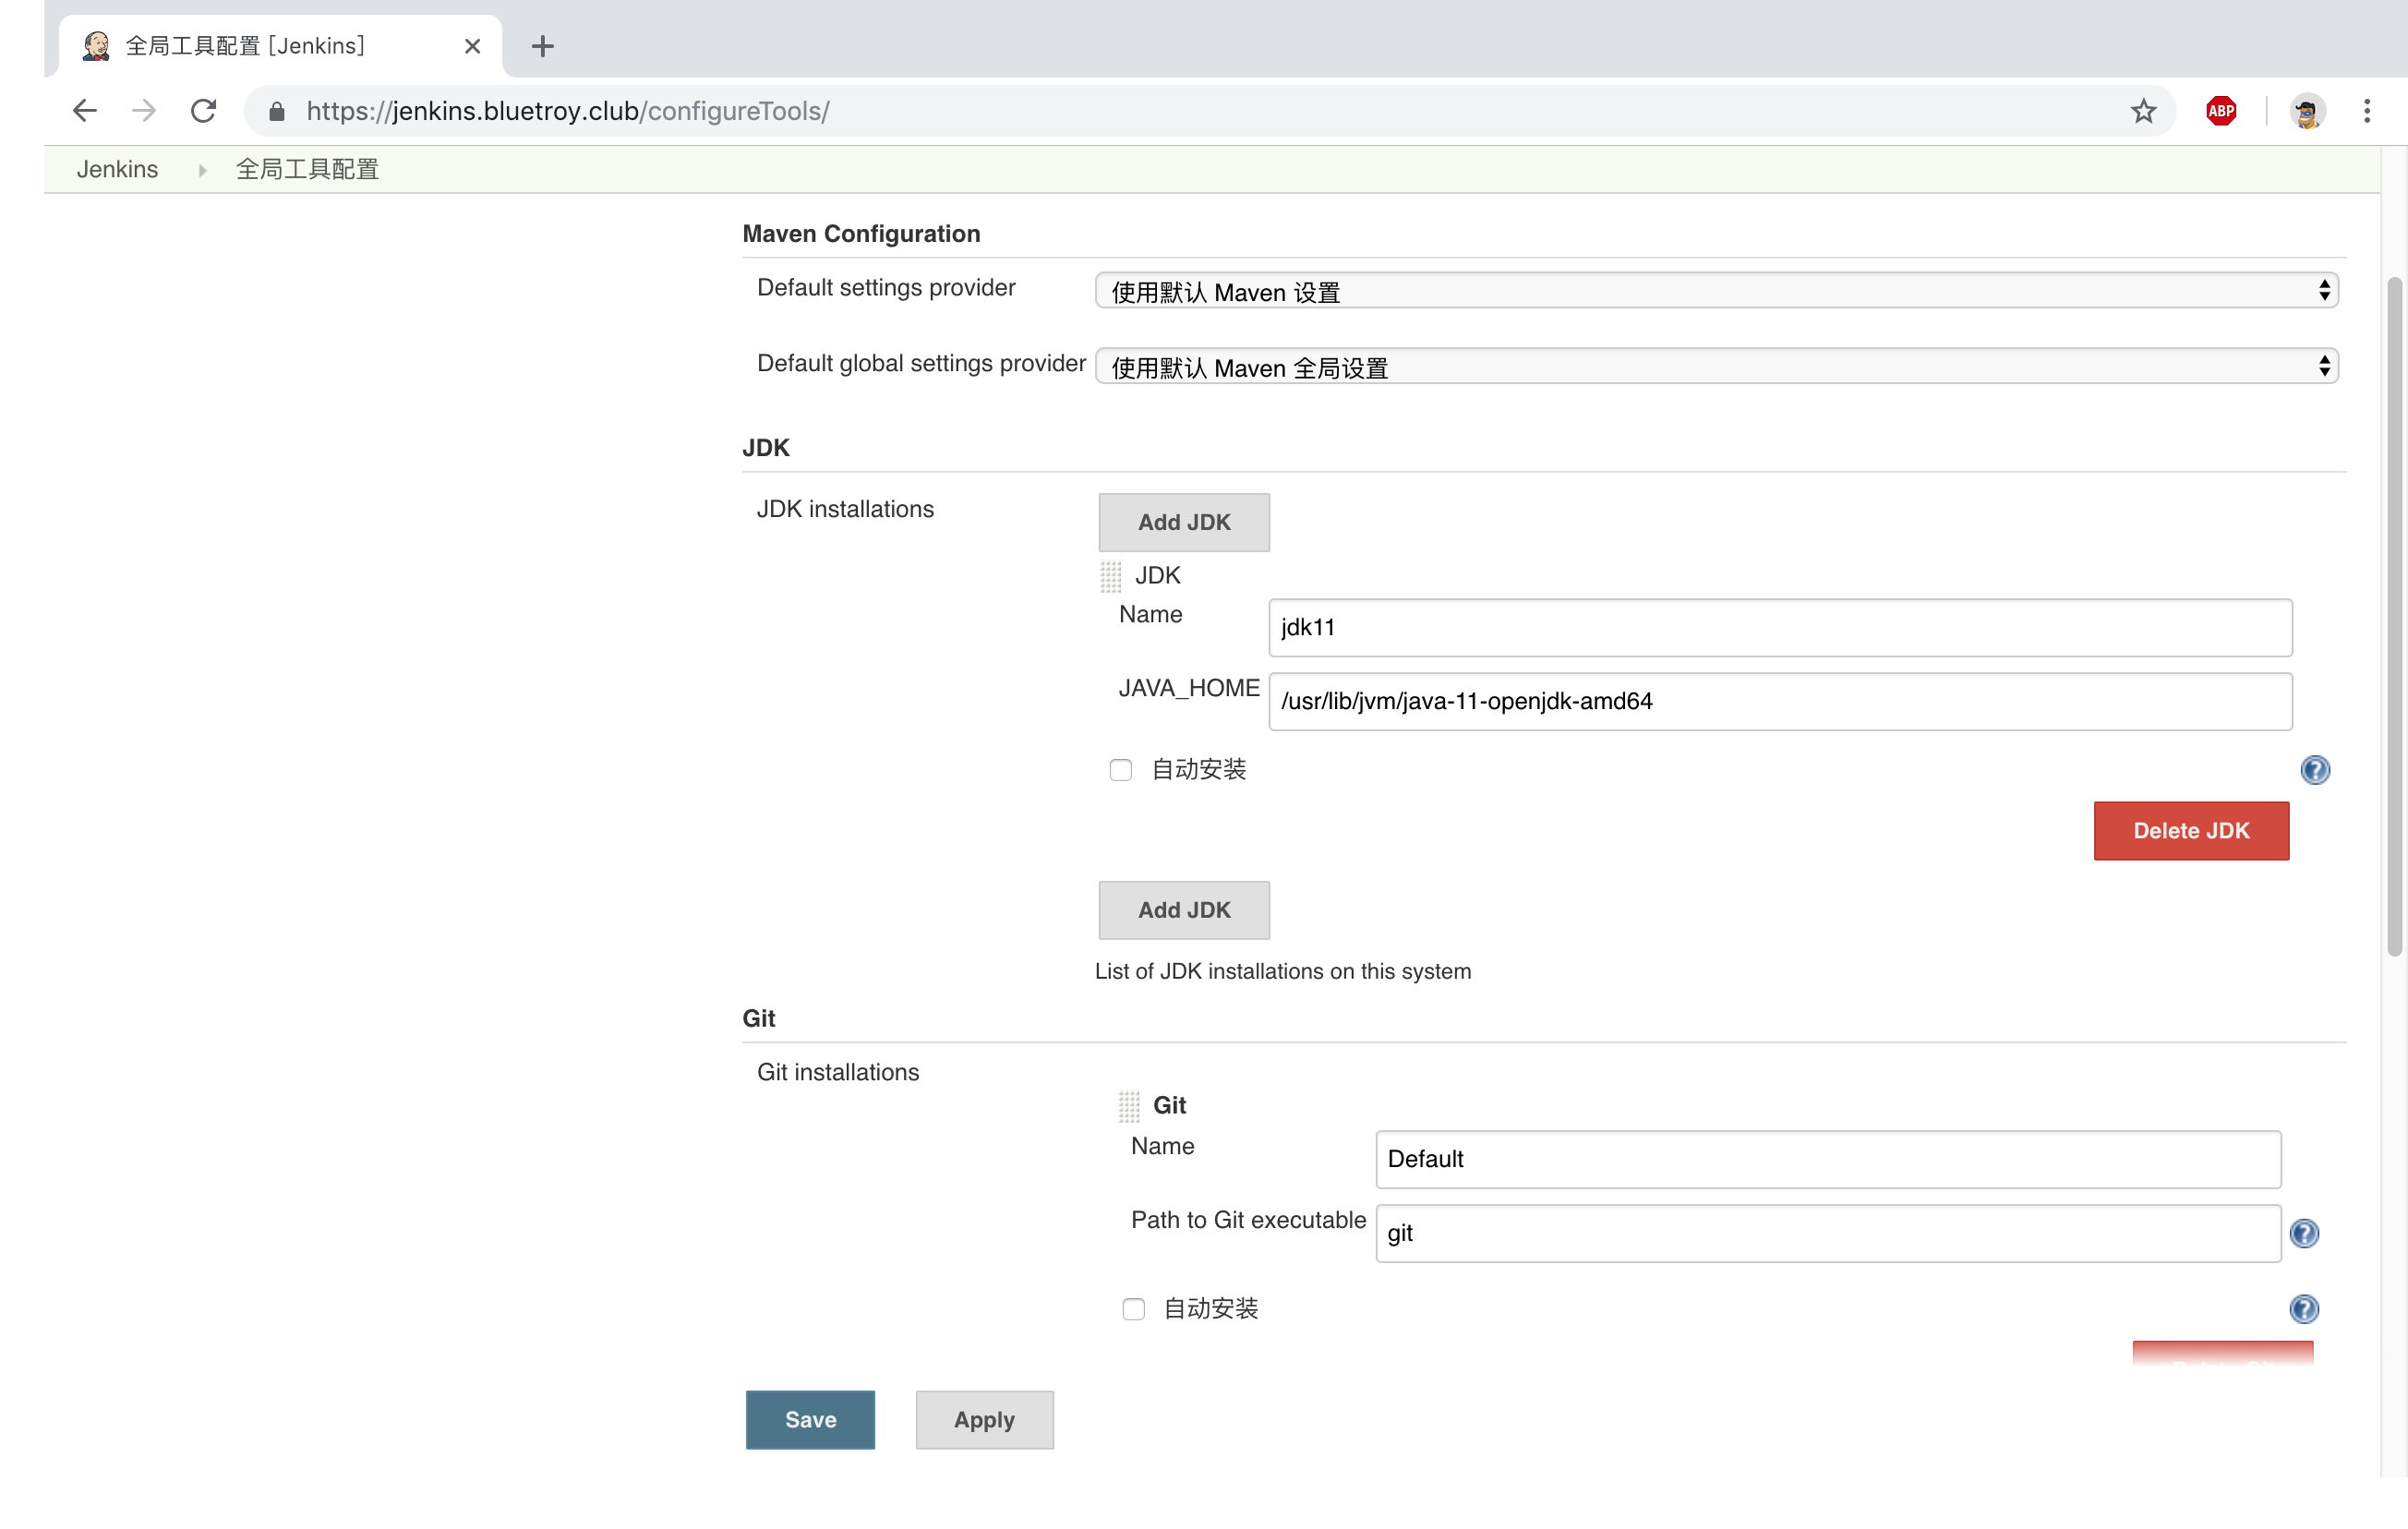 全局工具配置 [Jenkins]
https://jenkins.bluetroy.club/configureTools/
ABP
Jenkins 全局工具配置
Maven Configuration
Default settings provider 使用默认 Maven 设置
Default global settings provider 使用默认 Maven 全局设置
JDK
JDK installations
Add JDK
JDK
Name jdk11
JAVA_HOME /usr/lib/jvm/java-11-openjdk-amd64
自动安装
Delete JDK
Add JDK
List of JDK installations on this system
Git
Git installations
Git
Name Default
Path to Git executable git
自动安装
Save Apply